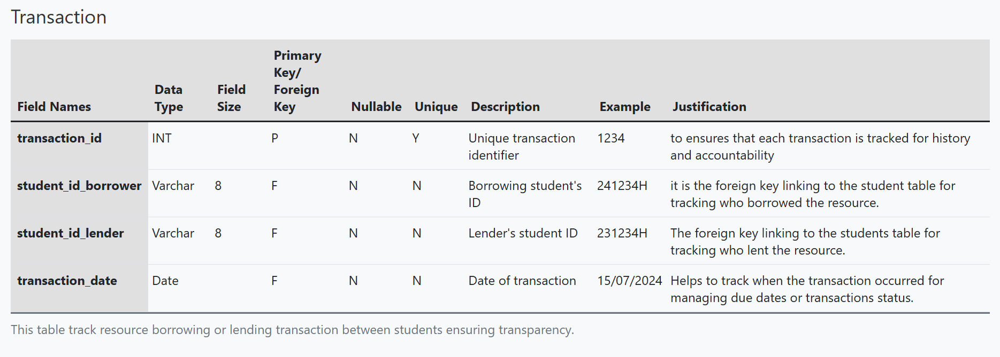 Transaction
Field Names Data Type Field Size Primary Key/ Foreign Key Nullable Unique Description Example Justification
transaction_id INT P N Y Unique transaction identifier 1234 to ensures that each transaction is tracked for history and accountability
student_id_borrower Varchar 8 F N N Borrowing student's ID 241234H it is the foreign key linking to the student table for tracking who borrowed the resource.
student_id_lender Varchar 8 F N N Lender's student ID 231234H The foreign key linking to the students table for tracking who lent the resource.
transaction_date Date F N N Date of transaction 15/07/2024 Helps to track when the transaction occurred for managing due dates or transactions status.
This table track resource borrowing or lending transaction between students ensuring transparency.